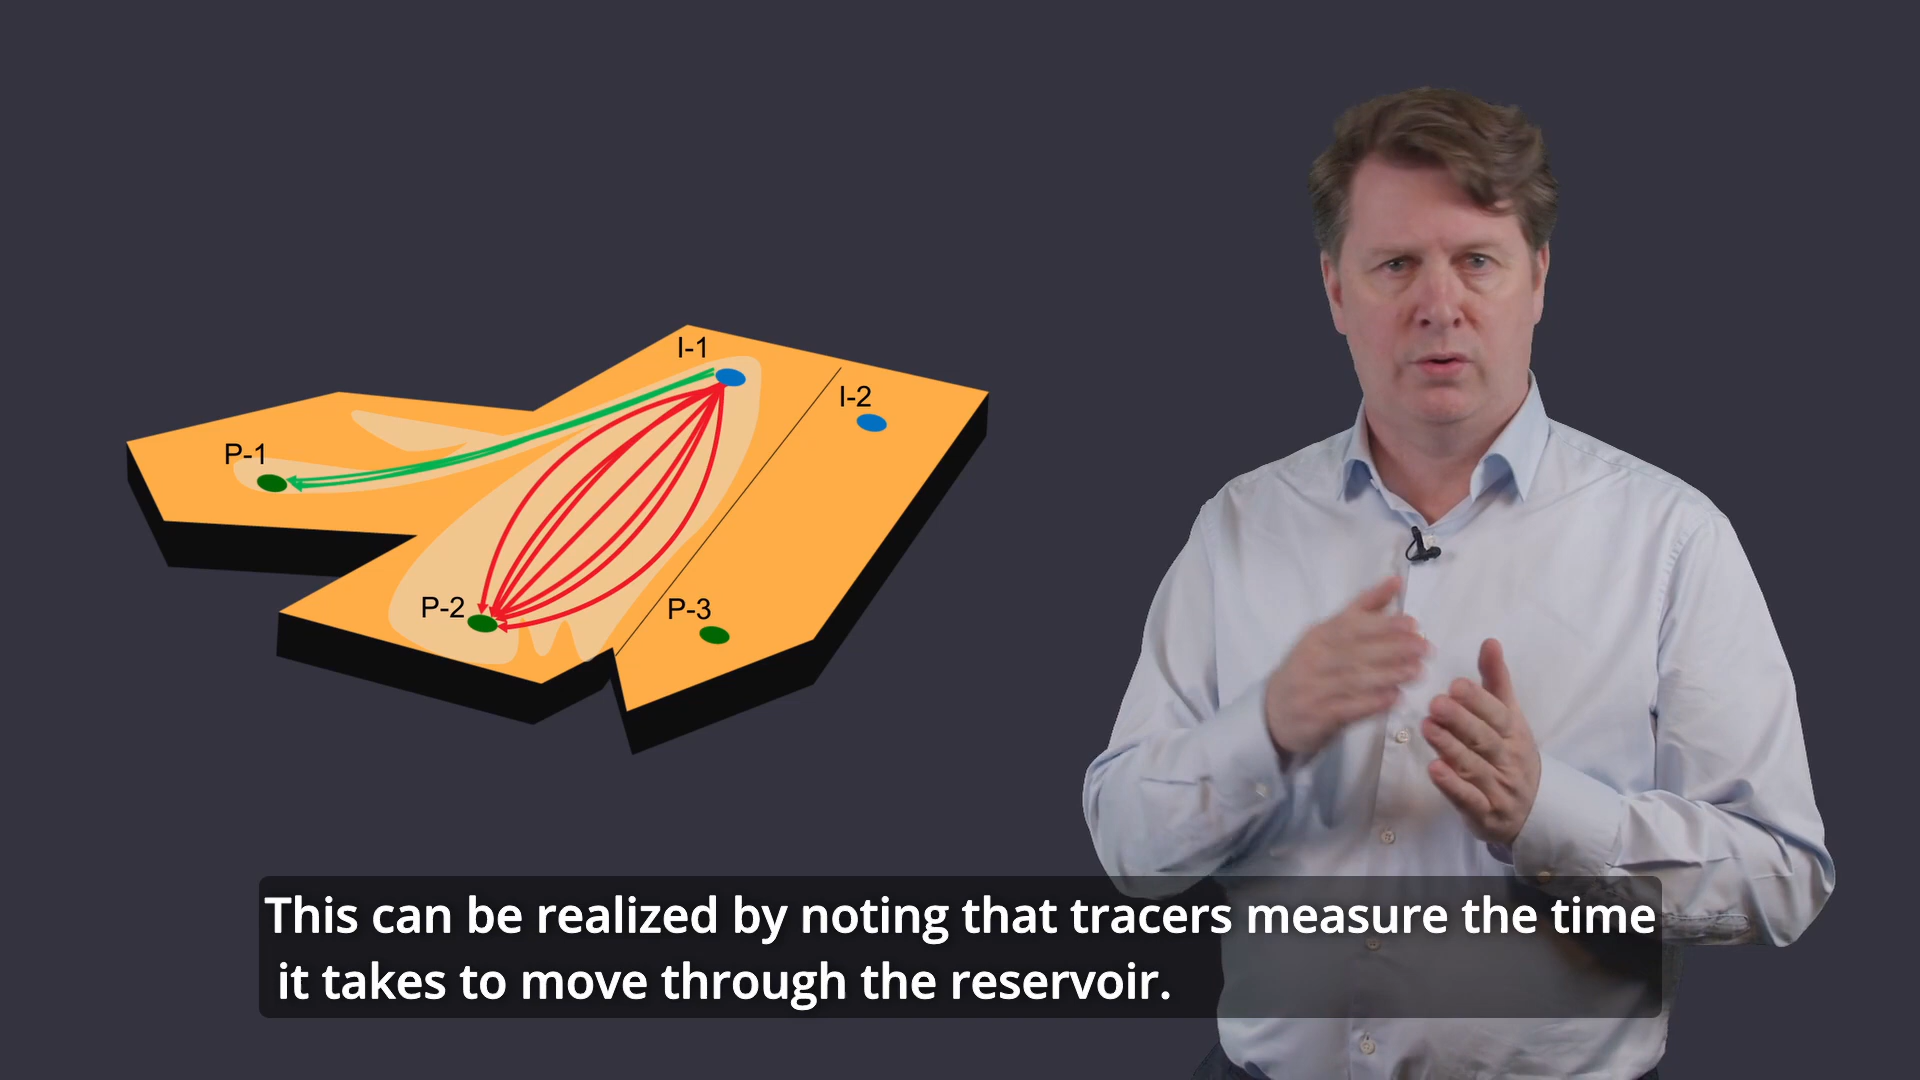 I-1
I-2
P-1
P-2
P-3
This can be realized by noting that tracers measure the time
it takes to move through the reservoir.